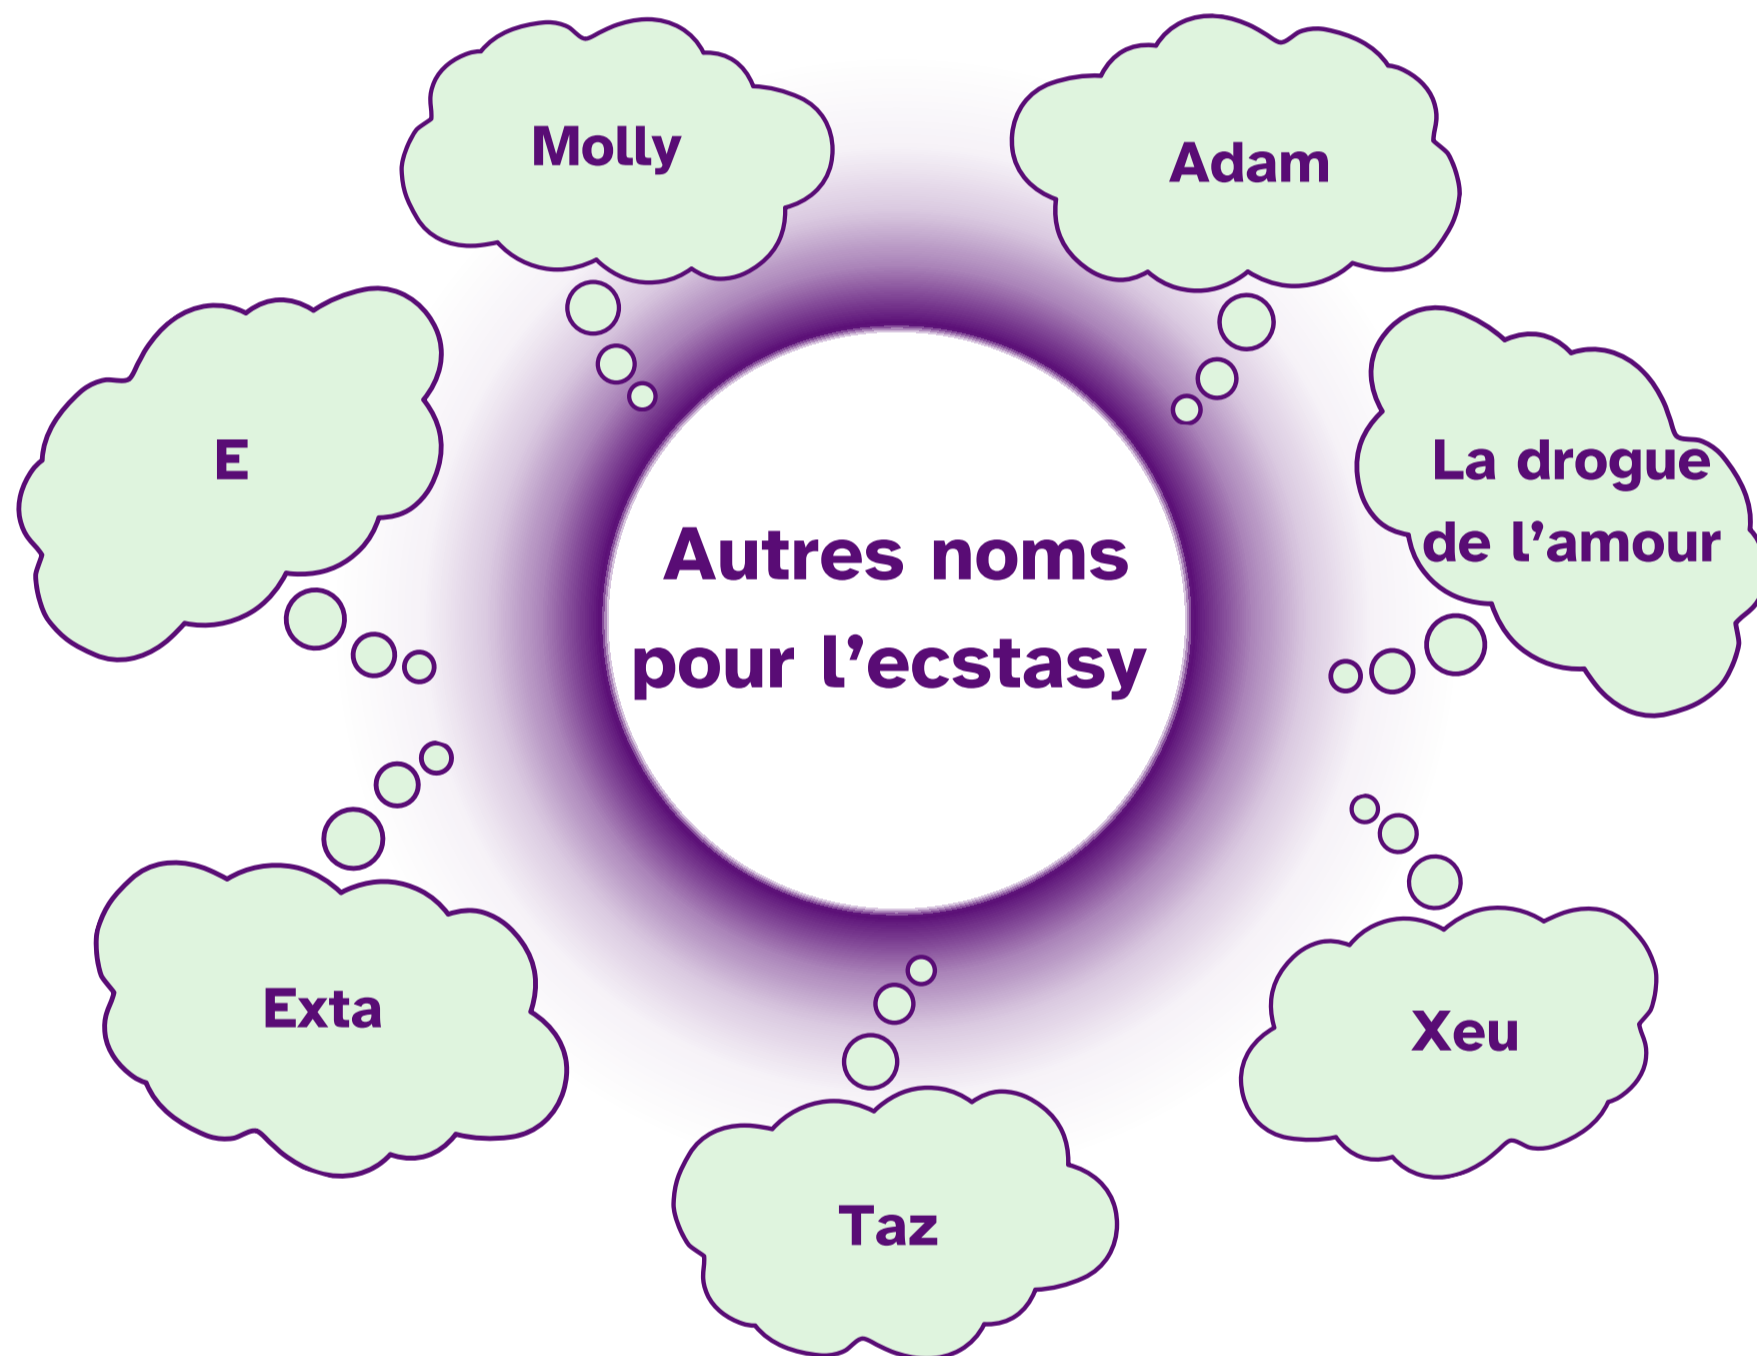 Molly
Adam
E
La drogue
de l’amour
Autres noms
pour l’ecstasy
Exta
Xeu
Taz